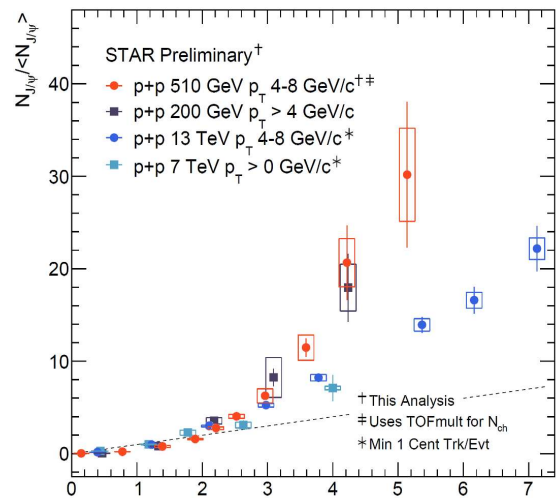 N_J/ψ/<N_J/ψ>
40
30
20
10
0
STAR Preliminary†
p+p 510 GeV p_T 4-8 GeV/c†‡
p+p 200 GeV p_T > 4 GeV/c
p+p 13 TeV p_T 4-8 GeV/c*
p+p 7 TeV p_T > 0 GeV/c*
† This Analysis
‡ Uses TOFmult for N_ch
* Min 1 Cent Trk/Evt
0 1 2 3 4 5 6 7